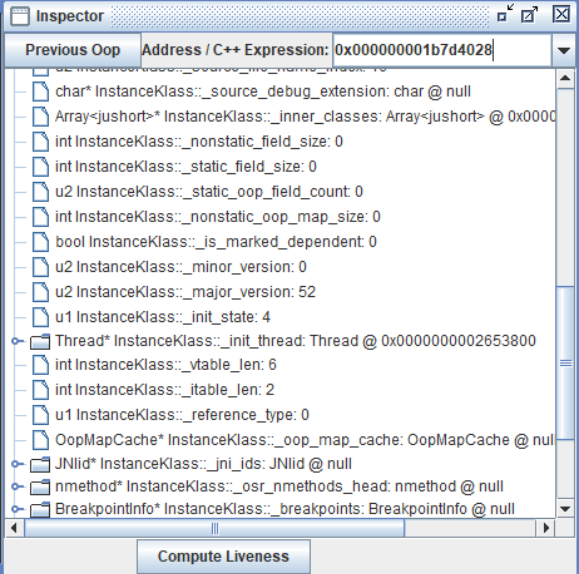 Inspector
Previous Oop Address / C++ Expression: 0x000000001b7d4028
u2 InstanceKlass::_source_file_name_index: 10
char* InstanceKlass::_source_debug_extension: char @ null
Array<jushort>* InstanceKlass::_inner_classes: Array<jushort> @ 0x0000
int InstanceKlass::_nonstatic_field_size: 0
int InstanceKlass::_static_field_size: 0
u2 InstanceKlass::_static_oop_field_count: 0
int InstanceKlass::_nonstatic_oop_map_size: 0
bool InstanceKlass::_is_marked_dependent: 0
u2 InstanceKlass::_minor_version: 0
u2 InstanceKlass::_major_version: 52
u1 InstanceKlass::_init_state: 4
Thread* InstanceKlass::_init_thread: Thread @ 0x0000000002653800
int InstanceKlass::_vtable_len: 6
int InstanceKlass::_itable_len: 2
u1 InstanceKlass::_reference_type: 0
OopMapCache* InstanceKlass::_oop_map_cache: OopMapCache @ nul
JNIid* InstanceKlass::_jni_ids: JNIid @ null
nmethod* InstanceKlass::_osr_nmethods_head: nmethod @ null
BreakpointInfo* InstanceKlass::_breakpoints: BreakpointInfo @ null
Compute Liveness